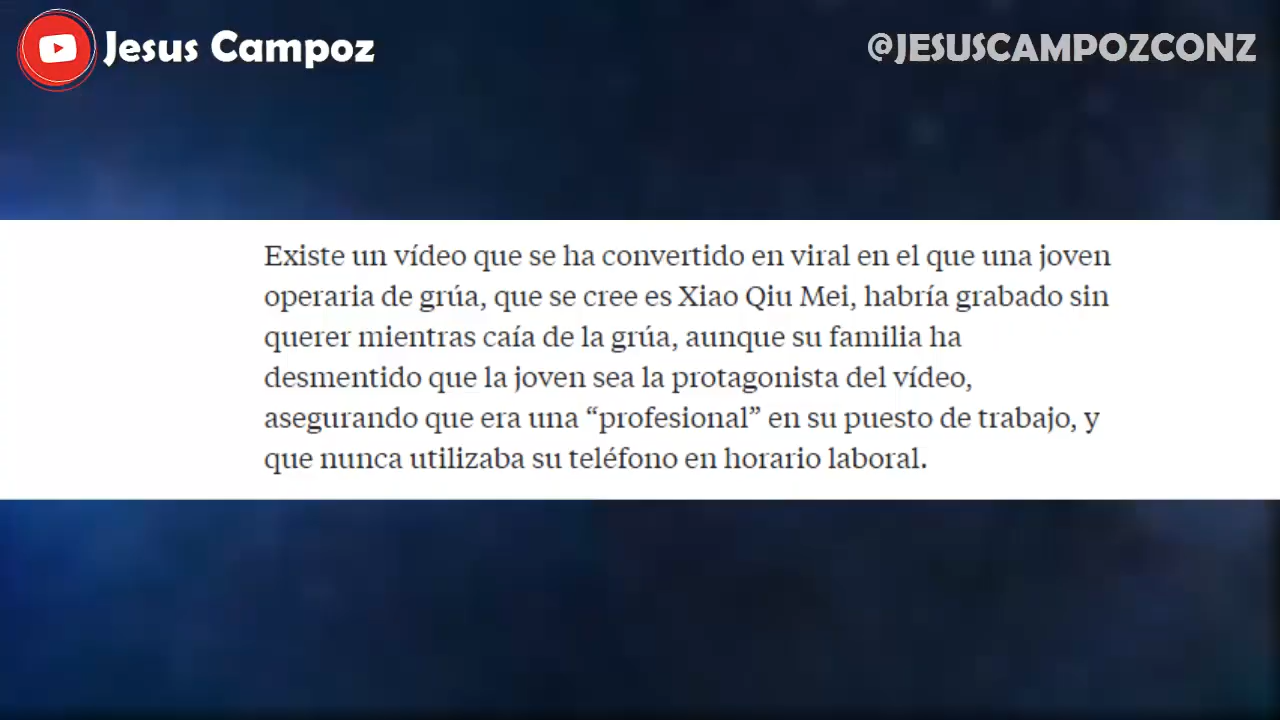 Jesus Campoz
@JESUSCAMPOZCONZ
Existe un vídeo que se ha convertido en viral en el que una joven
operaria de grúa, que se cree es Xiao Qiu Mei, habría grabado sin
querer mientras caía de la grúa, aunque su familia ha
desmentido que la joven sea la protagonista del vídeo,
asegurando que era una “profesional” en su puesto de trabajo, y
que nunca utilizaba su teléfono en horario laboral.